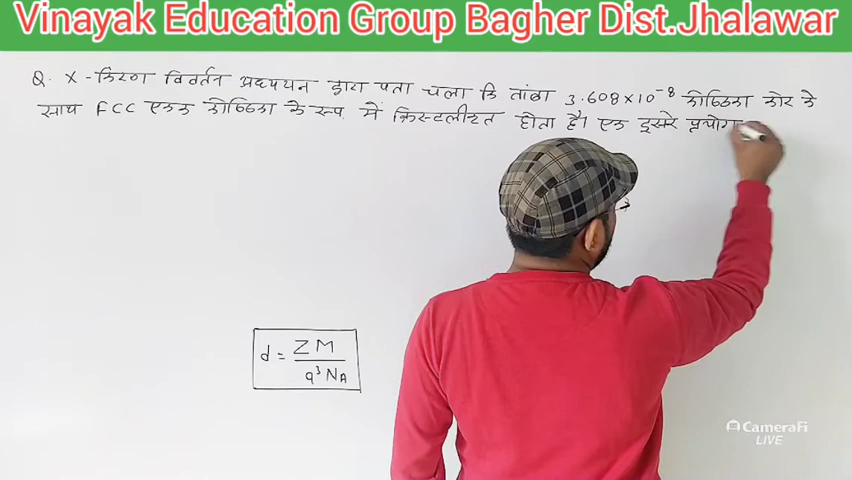 Vinayak Education Group Bagher Dist.Jhalawar
Q. X-किरण विवर्तन अध्ययन द्वारा पता चला कि तांबा 3.608×10⁻⁸ कोष्ठिका कोर के
साथ FCC एकक कोष्ठिका के रूप में क्रिस्टलीकृत होता है। एक दूसरे प्रयोग
d = ZM / a³ NA
CameraFi
LIVE